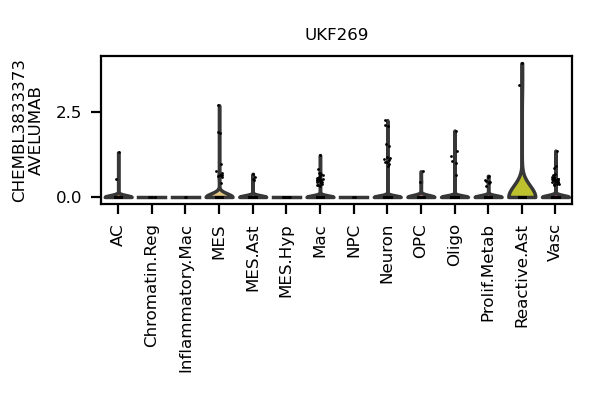 UKF269
CHEMBL3833373
AVELUMAB
2.5
0.0
AC
Chromatin.Reg
Inflammatory.Mac
MES
MES.Ast
MES.Hyp
Mac
NPC
Neuron
OPC
Oligo
Prolif.Metab
Reactive.Ast
Vasc